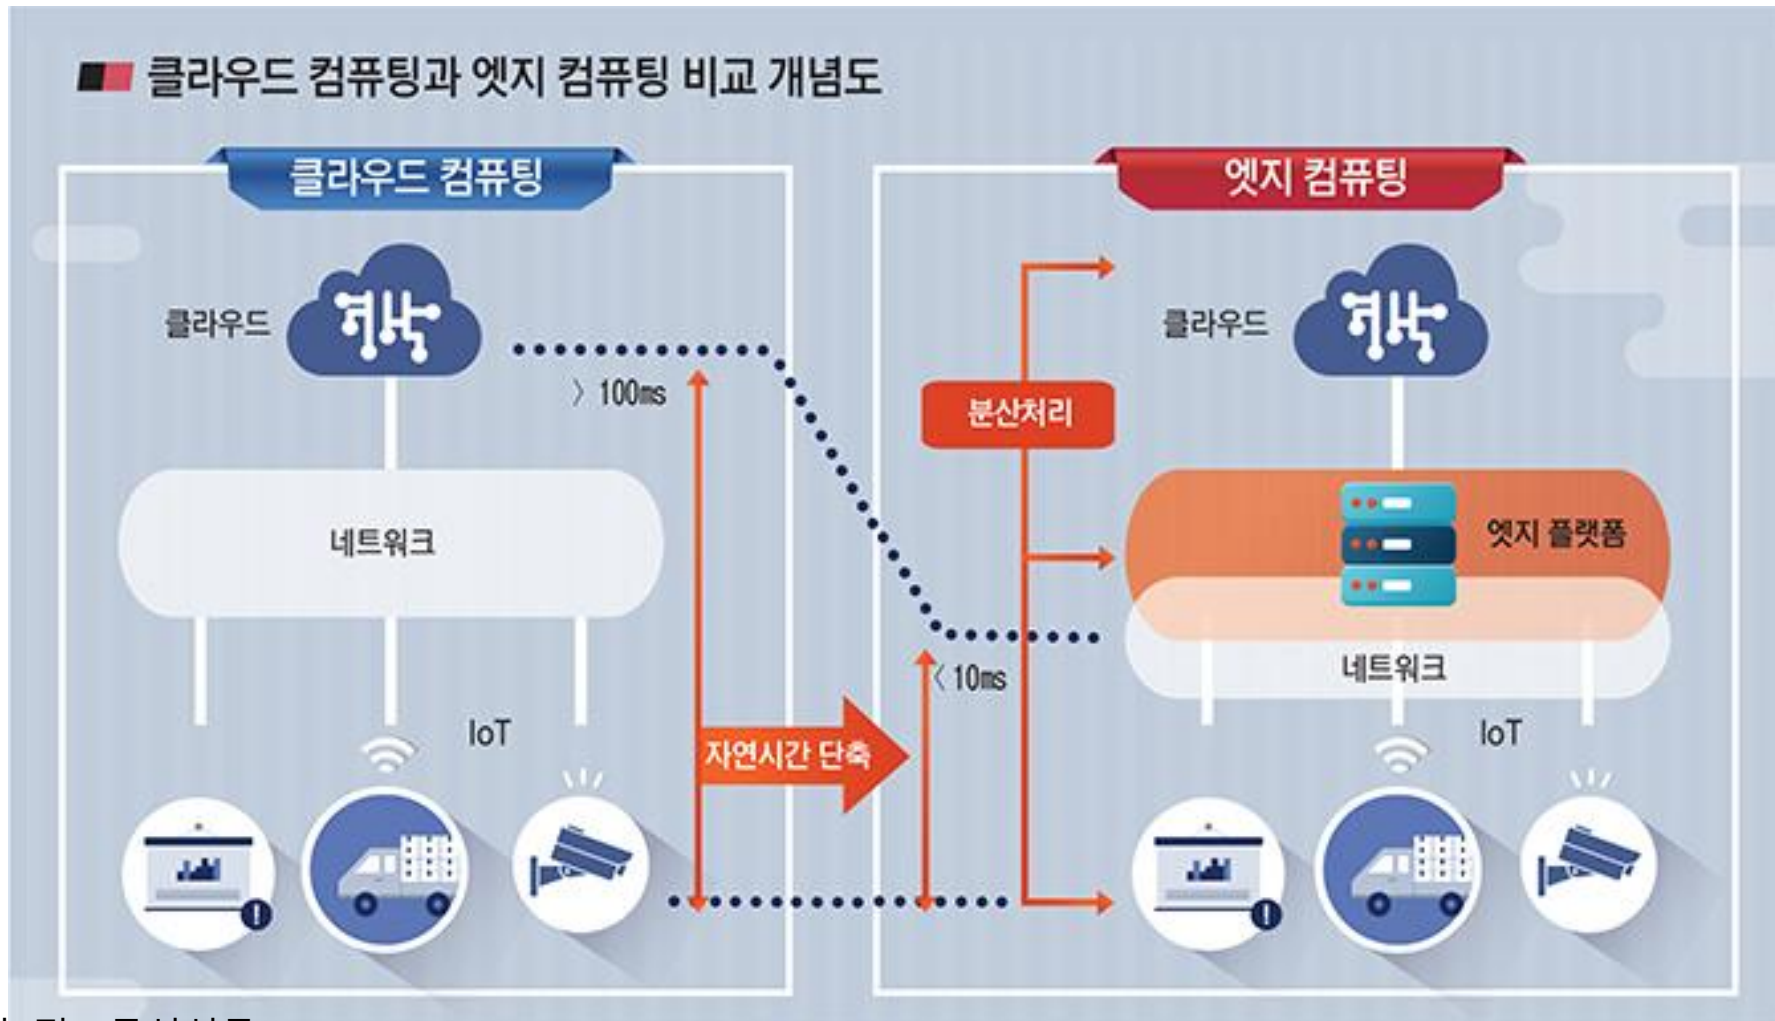 클라우드 컴퓨팅과 엣지 컴퓨팅 비교 개념도
클라우드 컴퓨팅
클라우드
〉100㎳
네트워크
IoT
자연시간 단축
엣지 컴퓨팅
분산처리
클라우드
엣지 플랫폼
〈 10㎳
네트워크
IoT